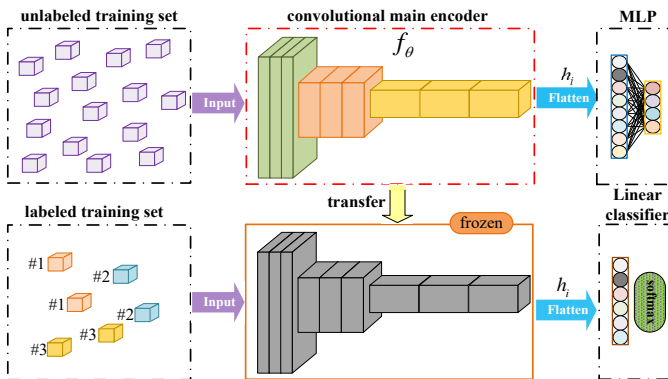 unlabeled training set
convolutional main encoder
MLP
f_θ
h_i
Input
Flatten
transfer
Linear
classifier
labeled training set
frozen
#1
#2
#1
#2
#3
#3
h_i
Input
Flatten
softmax